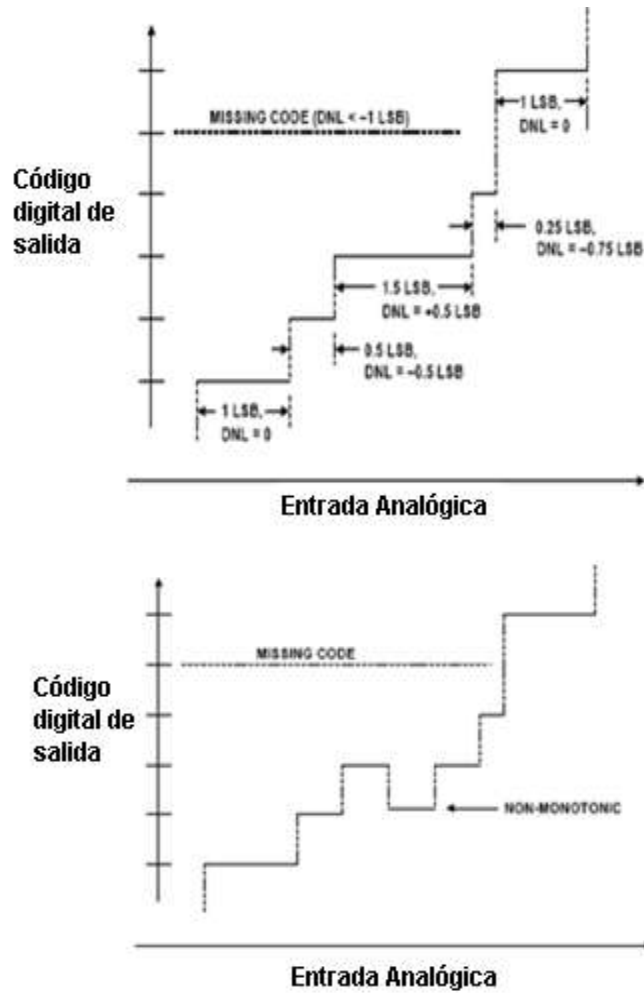 MISSING CODE (DNL < –1 LSB)
1 LSB,
DNL = 0
Código
digital de
salida
0.25 LSB,
DNL = –0.75 LSB
1.5 LSB,
DNL = +0.5 LSB
0.5 LSB,
DNL = –0.5 LSB
1 LSB,
DNL = 0
Entrada Analógica
MISSING CODE
Código
digital de
salida
NON-MONOTONIC
Entrada Analógica